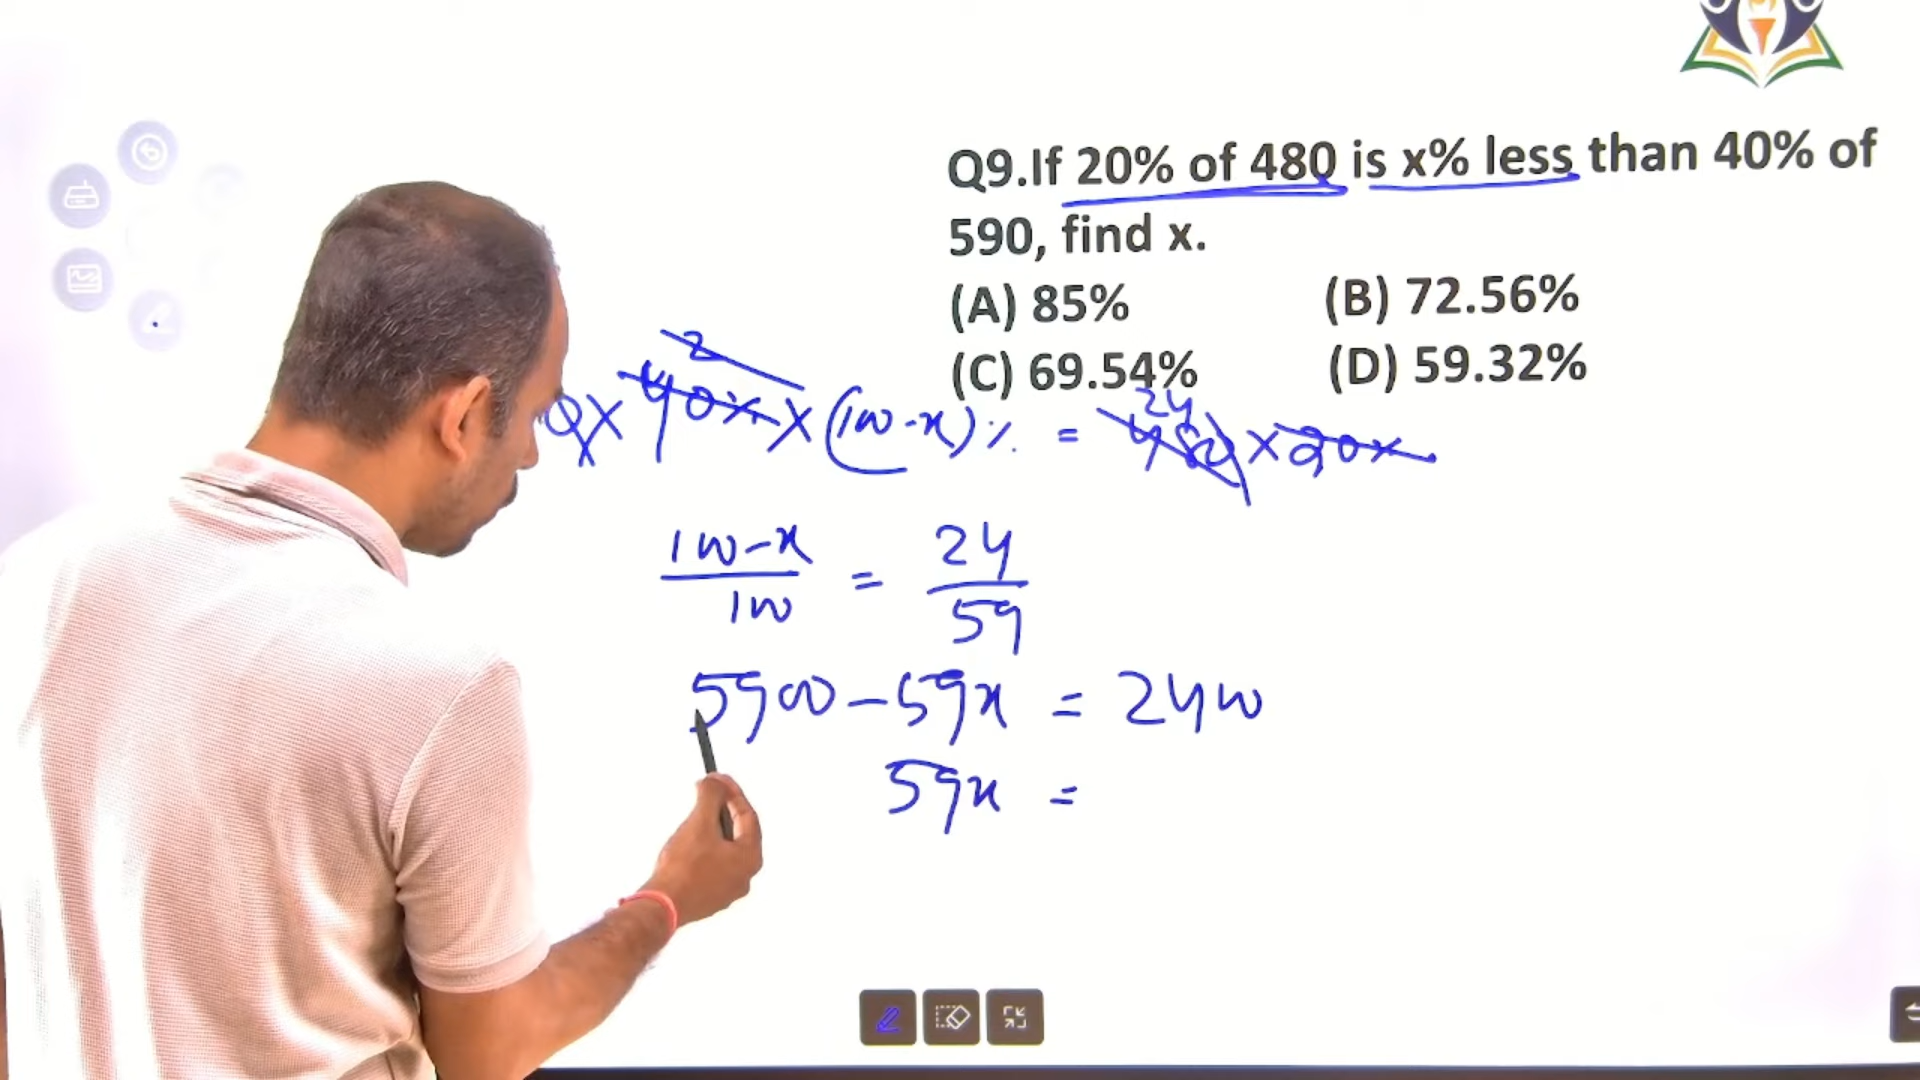 Q9.If 20% of 480 is x% less than 40% of
590, find x.
(A) 85% (B) 72.56%
(C) 69.54% (D) 59.32%
2 24
40% × (100-x)% = 480 × 20%
100-x / 100 = 24 / 59
5900 - 59x = 2400
59x =